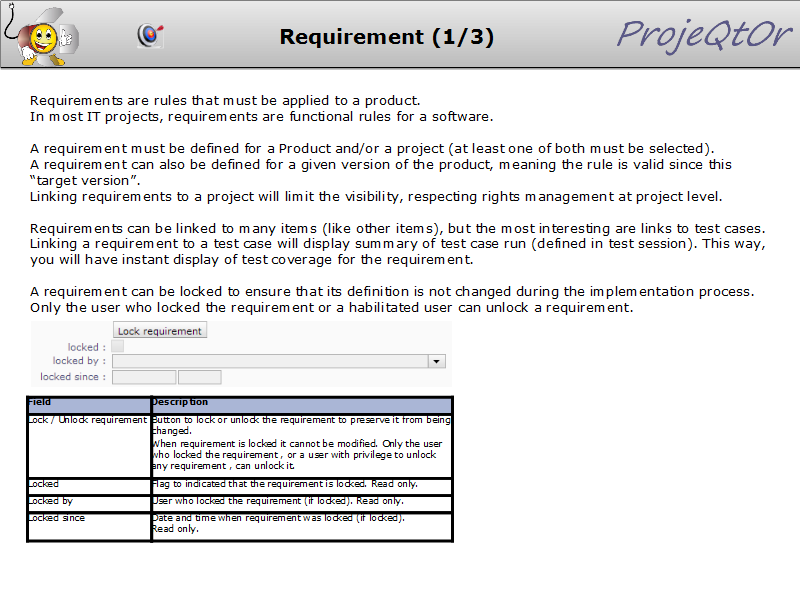 Requirement (1/3)
ProjeQtOr
Requirements are rules that must be applied to a product.
In most IT projects, requirements are functional rules for a software.
A requirement must be defined for a Product and/or a project (at least one of both must be selected).
A requirement can also be defined for a given version of the product, meaning the rule is valid since this
“target version”.
Linking requirements to a project will limit the visibility, respecting rights management at project level.
Requirements can be linked to many items (like other items), but the most interesting are links to test cases.
Linking a requirement to a test case will display summary of test case run (defined in test session). This way,
you will have instant display of test coverage for the requirement.
A requirement can be locked to ensure that its definition is not changed during the implementation process.
Only the user who locked the requirement or a habilitated user can unlock a requirement.
Lock requirement
locked :
locked by :
locked since :
Field Description
Lock / Unlock requirement Button to lock or unlock the requirement to preserve it from being
changed.
When requirement is locked it cannot be modified. Only the user
who locked the requirement , or a user with privilege to unlock
any requirement , can unlock it.
Locked Flag to indicated that the requirement is locked. Read only.
Locked by User who locked the requirement (if locked). Read only.
Locked since Date and time when requirement was locked (if locked).
Read only.